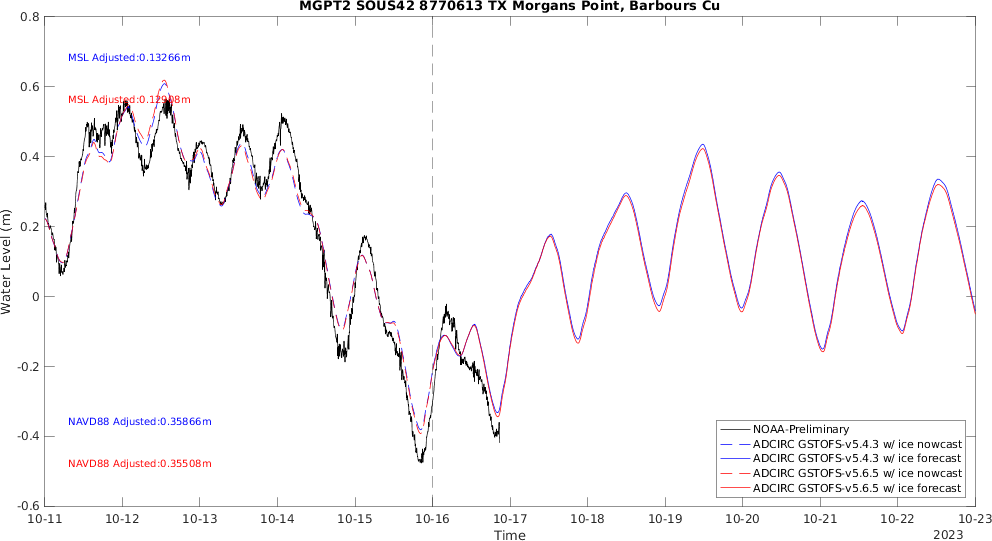 MGPT2 SOUS42 8770613 TX Morgans Point, Barbours Cu
0.8
0.6
0.4
0.2
0
-0.2
-0.4
-0.6
Water Level (m)
MSL Adjusted:0.13266m
MSL Adjusted:0.12908m
NAVD88 Adjusted:0.35866m
NAVD88 Adjusted:0.35508m
NOAA-Preliminary
ADCIRC GSTOFS-v5.4.3 w/ ice nowcast
ADCIRC GSTOFS-v5.4.3 w/ ice forecast
ADCIRC GSTOFS-v5.6.5 w/ ice nowcast
ADCIRC GSTOFS-v5.6.5 w/ ice forecast
10-11 10-12 10-13 10-14 10-15 10-16 10-17 10-18 10-19 10-20 10-21 10-22 10-23
Time
2023